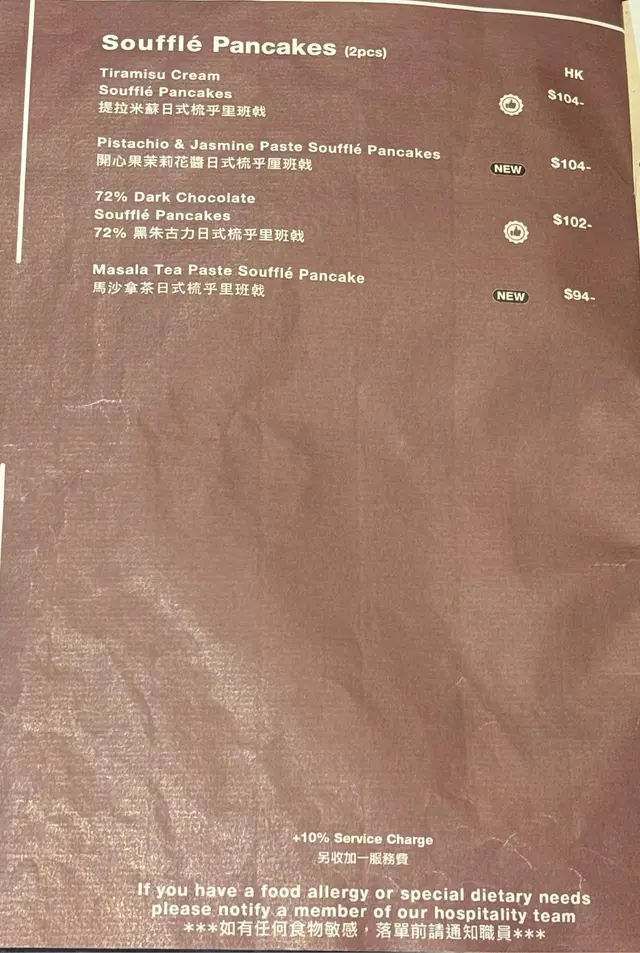 Soufflé Pancakes (2pcs)
HK
Tiramisu Cream
Soufflé Pancakes
提拉米蘇日式梳乎里班戟
$104-
Pistachio & Jasmine Paste Soufflé Pancakes
開心果茉莉花醬日式梳乎厘班戟
NEW
$104-
72% Dark Chocolate
Soufflé Pancakes
72% 黑朱古力日式梳乎里班戟
$102-
Masala Tea Paste Soufflé Pancake
馬沙拿茶日式梳乎里班戟
NEW
$94-
+10% Service Charge
另收加一服務費
If you have a food allergy or special dietary needs
please notify a member of our hospitality team
***如有任何食物敏感，落單前請通知職員***